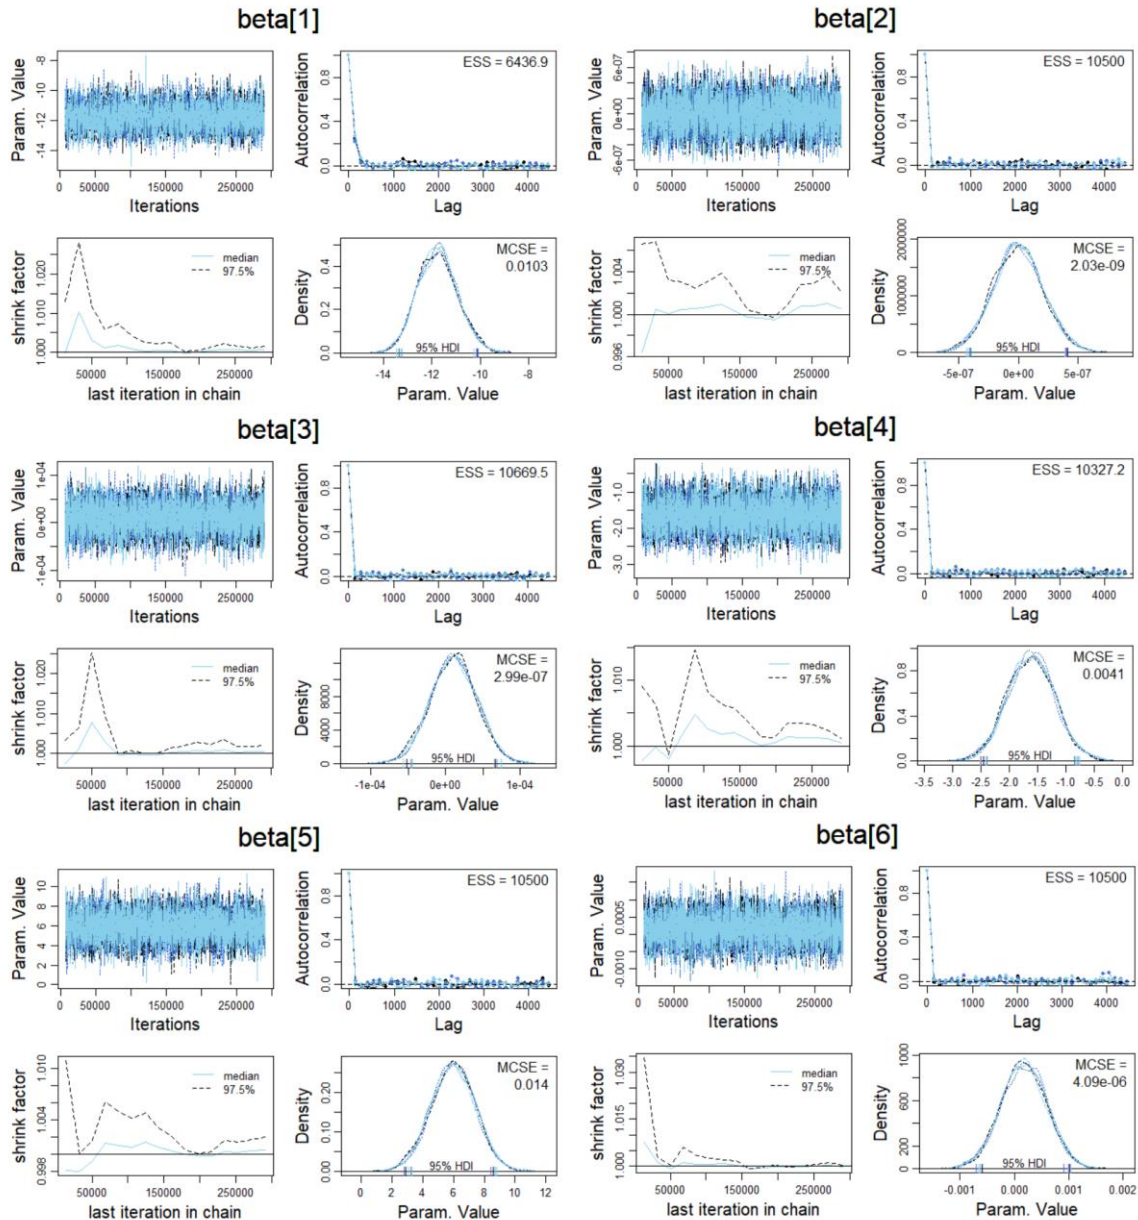 beta[1]
Param. Value
-8
-10
-12
-14
0
50000
150000
250000
Iterations
Autocorrelation
0.8
0.4
0.0
ESS = 6436.9
0
1000
2000
3000
4000
Lag
shrink factor
1.020
1.010
1.000
median
97.5%
50000
150000
250000
last iteration in chain
Density
0.4
0.2
0.0
MCSE =
0.0103
95% HDI
-14
-12
-10
-8
Param. Value
beta[2]
Param. Value
6e-07
0e+00
-6e-07
50000
150000
250000
Iterations
Autocorrelation
0.8
0.4
0.0
ESS = 10500
0
1000
2000
3000
4000
Lag
shrink factor
1.004
1.000
0.996
median
97.5%
50000
150000
250000
last iteration in chain
Density
2000000
1000000
0
MCSE =
2.03e-09
95% HDI
-5e-07
0e+00
5e-07
Param. Value
beta[3]
Param. Value
1e-04
0e+00
-1e-04
50000
150000
250000
Iterations
Autocorrelation
0.8
0.4
0.0
ESS = 10669.5
0
1000
2000
3000
4000
Lag
shrink factor
1.020
1.010
1.000
median
97.5%
50000
150000
250000
last iteration in chain
Density
8000
4000
0
MCSE =
2.99e-07
95% HDI
-1e-04
0e+00
1e-04
Param. Value
beta[4]
Param. Value
-1.0
-2.0
-3.0
50000
150000
250000
Iterations
Autocorrelation
0.8
0.4
0.0
ESS = 10327.2
0
1000
2000
3000
4000
Lag
shrink factor
1.010
1.000
median
97.5%
50000
150000
250000
last iteration in chain
Density
0.8
0.4
0.0
MCSE =
0.0041
95% HDI
-3.5
-2.5
-1.5
-0.5
0.0
Param. Value
beta[5]
Param. Value
10
8
6
4
2
0
50000
150000
250000
Iterations
Autocorrelation
0.8
0.4
0.0
ESS = 10500
0
1000
2000
3000
4000
Lag
shrink factor
1.010
1.004
0.998
median
97.5%
50000
150000
250000
last iteration in chain
Density
0.20
0.10
0.00
MCSE =
0.014
95% HDI
0
2
4
6
8
10
12
Param. Value
beta[6]
Param. Value
0.0005
-0.0010
50000
150000
250000
Iterations
Autocorrelation
0.8
0.4
0.0
ESS = 10500
0
1000
2000
3000
4000
Lag
shrink factor
1.030
1.015
1.000
median
97.5%
50000
150000
250000
last iteration in chain
Density
1000
800
400
200
0
MCSE =
4.09e-06
95% HDI
-0.001
0.000
0.001
0.002
Param. Value